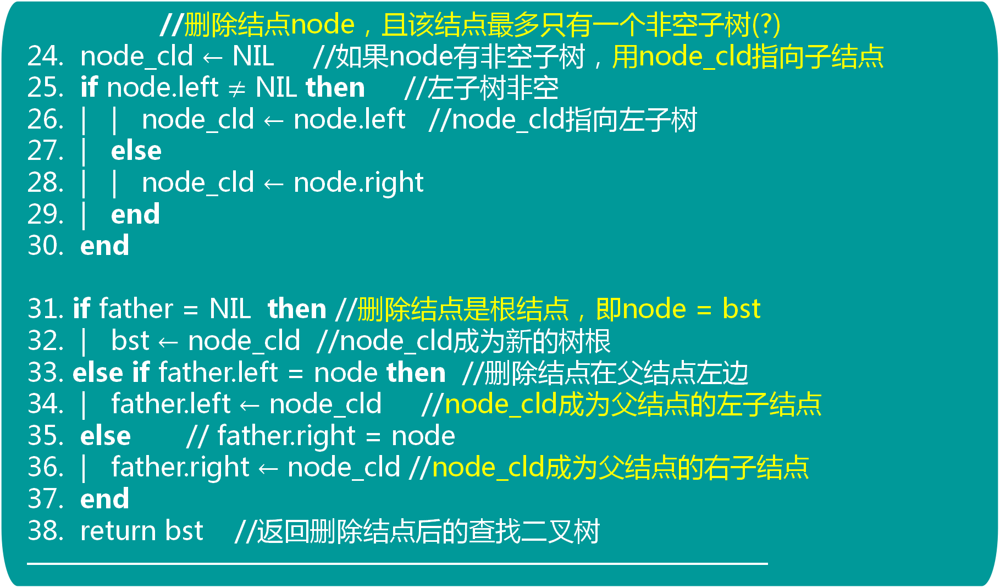 //删除结点node，且该结点最多只有一个非空子树(?)
24. node_cld ← NIL //如果node有非空子树，用node_cld指向子结点
25. if node.left ≠ NIL then //左子树非空
26. | | node_cld ← node.left //node_cld指向左子树
27. | else
28. | | node_cld ← node.right
29. | end
30. end
31. if father = NIL then //删除结点是根结点，即node = bst
32. | bst ← node_cld //node_cld成为新的树根
33. else if father.left = node then //删除结点在父结点左边
34. | father.left ← node_cld //node_cld成为父结点的左子结点
35. else // father.right = node
36. | father.right ← node_cld //node_cld成为父结点的右子结点
37. end
38. return bst //返回删除结点后的查找二叉树